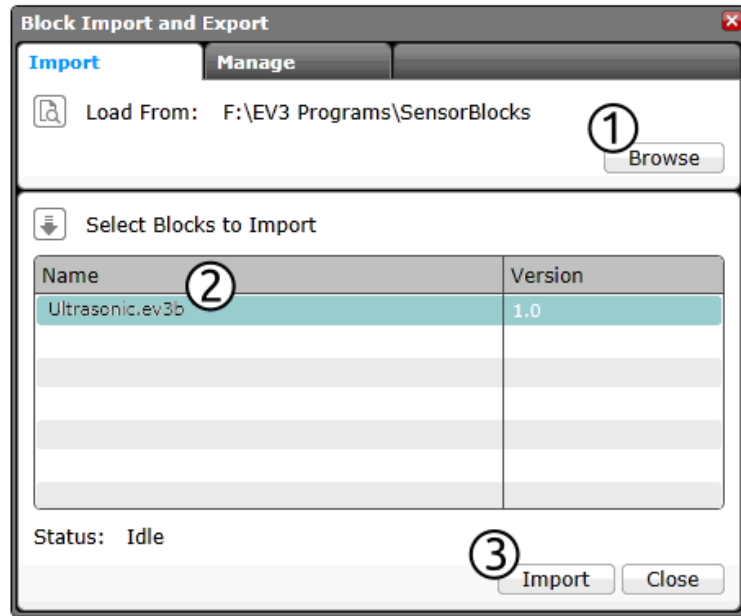 Block Import and Export
Import Manage
Load From: F:\EV3 Programs\SensorBlocks
1
Browse
Select Blocks to Import
Name 2 Version
Ultrasonic.ev3b 1.0
Status: Idle
3
Import Close